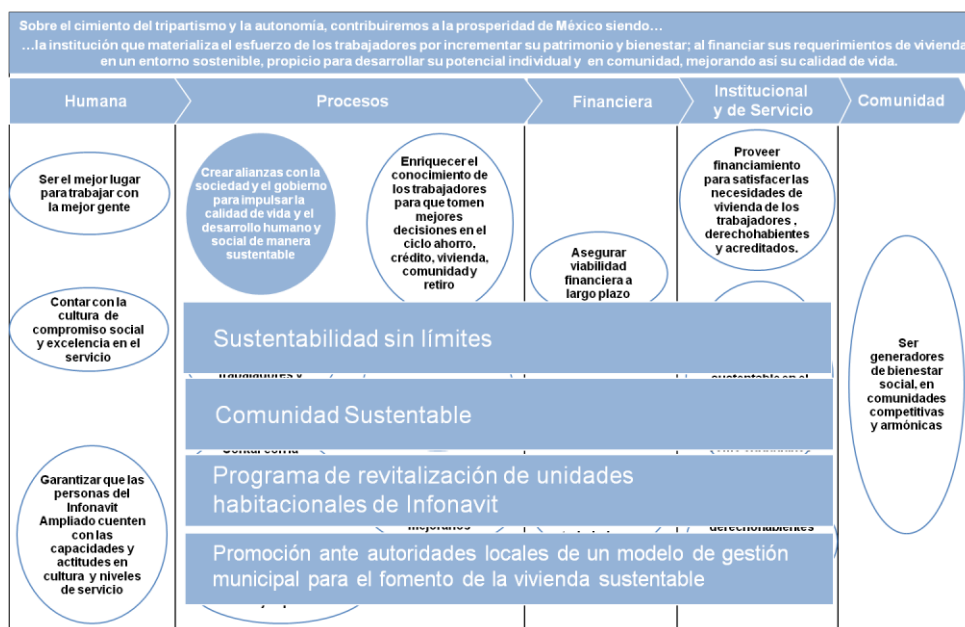 Sobre el cimiento del tripartismo y la autonomía, contribuiremos a la prosperidad de México siendo…
…la institución que materializa el esfuerzo de los trabajadores por incrementar su patrimonio y bienestar; al financiar sus requerimientos de vivienda
en un entorno sostenible, propicio para desarrollar su potencial individual y en comunidad, mejorando así su calidad de vida.
Humana
Procesos
Financiera
Institucional
y de Servicio
Comunidad
Ser el mejor lugar
para trabajar con
la mejor gente
Contar con la
cultura de
compromiso social
y excelencia en el
servicio
Garantizar que las
personas del
Infonavit
Ampliado cuenten
con las
capacidades y
actitudes en
cultura y niveles
de servicio
Crear alianzas con la
sociedad y el gobierno
para impulsar la
calidad de vida y el
desarrollo humano y
social de manera
sustentable
Enriquecer el
conocimiento de
los trabajadores
para que tomen
mejores
decisiones en el
ciclo ahorro,
crédito, vivienda,
comunidad y
retiro
Asegurar
viabilidad
financiera a
largo plazo
Proveer
financiamiento
para satisfacer las
necesidades de
vivienda de los
trabajadores ,
derechohabientes
y acreditados.
Ser
generadores
de bienestar
social, en
comunidades
competitivas
y armónicas
Sustentabilidad sin límites
trabajadores y
sustentable en el
Comunidad Sustentable
Contar con la
Programa de revitalización de unidades
habitacionales de Infonavit
mejorarlos
derechohabientes
Promoción ante autoridades locales de un modelo de gestión
municipal para el fomento de la vivienda sustentable